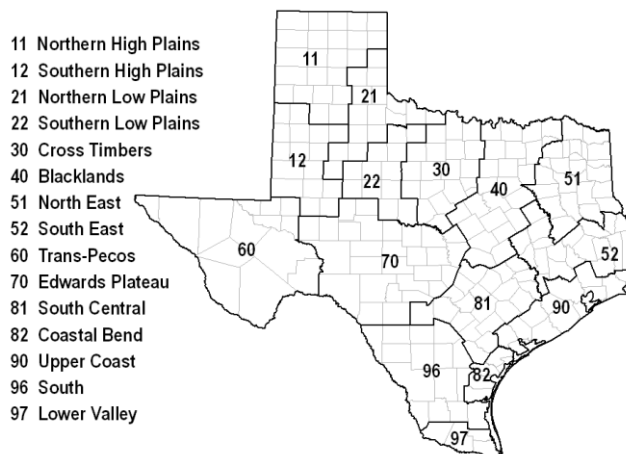 11 Northern High Plains
12 Southern High Plains
21 Northern Low Plains
22 Southern Low Plains
30 Cross Timbers
40 Blacklands
51 North East
52 South East
60 Trans-Pecos
70 Edwards Plateau
81 South Central
82 Coastal Bend
90 Upper Coast
96 South
97 Lower Valley
11
21
12
22
30
40
51
60
70
52
81
90
96
82
97